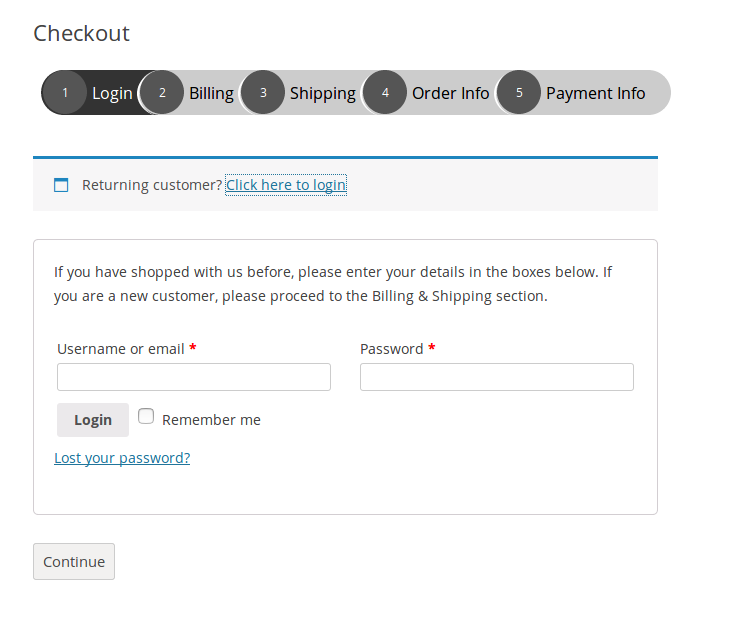 Checkout
1 Login 2 Billing 3 Shipping 4 Order Info 5 Payment Info
Returning customer? Click here to login
If you have shopped with us before, please enter your details in the boxes below. If
you are a new customer, please proceed to the Billing & Shipping section.
Username or email * Password *
Login Remember me
Lost your password?
Continue